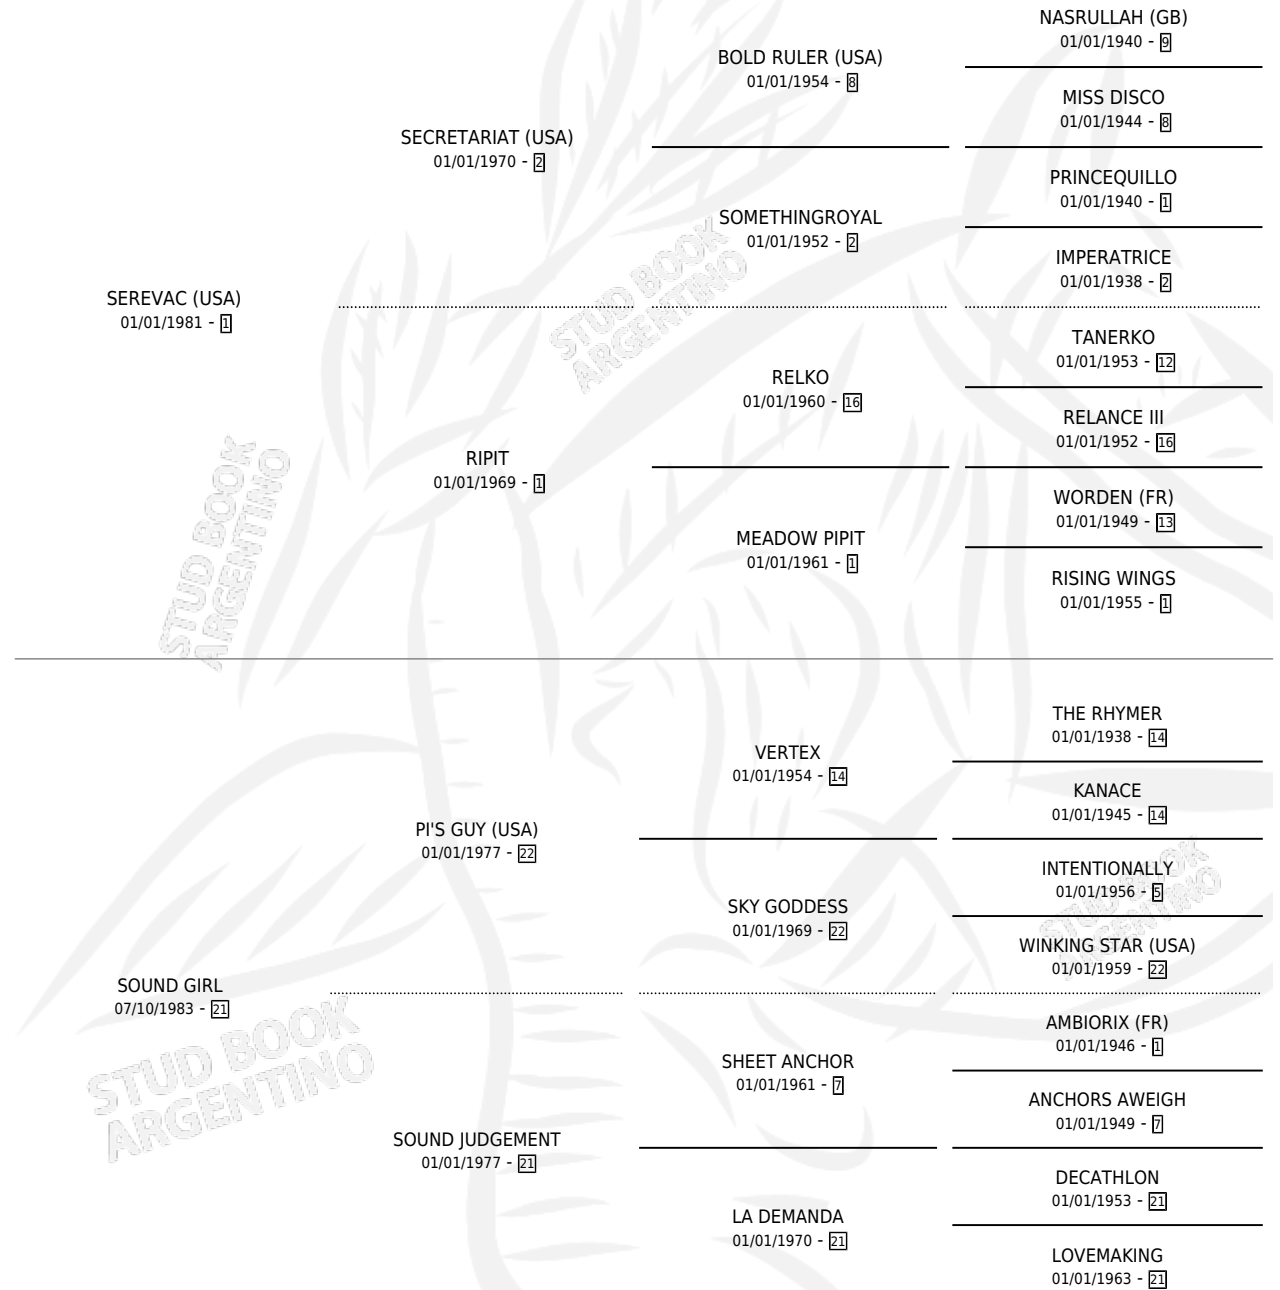 NASRULLAH (GB)
01/01/1940 - 9
BOLD RULER (USA)
01/01/1954 - 8
MISS DISCO
01/01/1944 - 8
SECRETARIAT (USA)
01/01/1970 - 2
PRINCEQUILLO
01/01/1940 - 1
SOMETHINGROYAL
01/01/1952 - 2
IMPERATRICE
01/01/1938 - 2
SEREVAC (USA)
01/01/1981 - 1
STUD BOOK
ARGENTINO
TANERKO
01/01/1953 - 12
RELKO
01/01/1960 - 16
RELANCE III
01/01/1952 - 16
RIPIT
01/01/1969 - 1
WORDEN (FR)
01/01/1949 - 13
MEADOW PIPIT
01/01/1961 - 1
RISING WINGS
01/01/1955 - 1
STUD BOOK
ARGENTINO
THE RHYMER
01/01/1938 - 14
VERTEX
01/01/1954 - 14
KANACE
01/01/1945 - 14
PI'S GUY (USA)
01/01/1977 - 22
INTENTIONALLY
01/01/1956 - 5
SKY GODDESS
01/01/1969 - 22
STUD BOOK
ARGENTINO
WINKING STAR (USA)
01/01/1959 - 22
SOUND GIRL
07/10/1983 - 21
STUD BOOK
ARGENTINO
AMBIORIX (FR)
01/01/1946 - 1
SHEET ANCHOR
01/01/1961 - 7
ANCHORS AWEIGH
01/01/1949 - 7
SOUND JUDGEMENT
01/01/1977 - 21
DECATHLON
01/01/1953 - 21
LA DEMANDA
01/01/1970 - 21
LOVEMAKING
01/01/1963 - 21